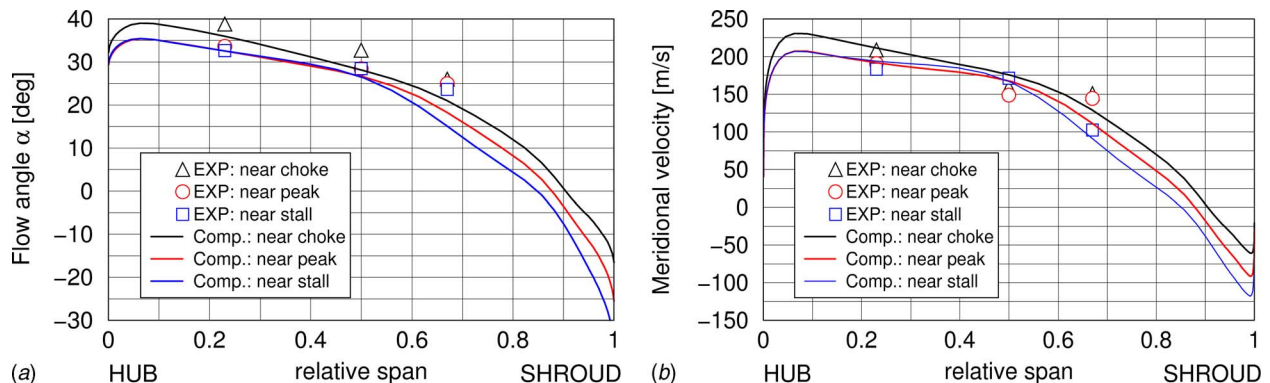 Flow angle α [deg]
40
30
20
10
0
−10
−20
−30
EXP: near choke
EXP: near peak
EXP: near stall
Comp.: near choke
Comp.: near peak
Comp.: near stall
0
0.2
0.4
0.6
0.8
1
(a)
HUB
relative span
SHROUD
Meridional velocity [m/s]
250
200
150
100
50
0
−50
−100
−150
EXP: near choke
EXP: near peak
EXP: near stall
Comp.: near choke
Comp.: near peak
Comp.: near stall
0
0.2
0.4
0.6
0.8
1
(b)
HUB
relative span
SHROUD